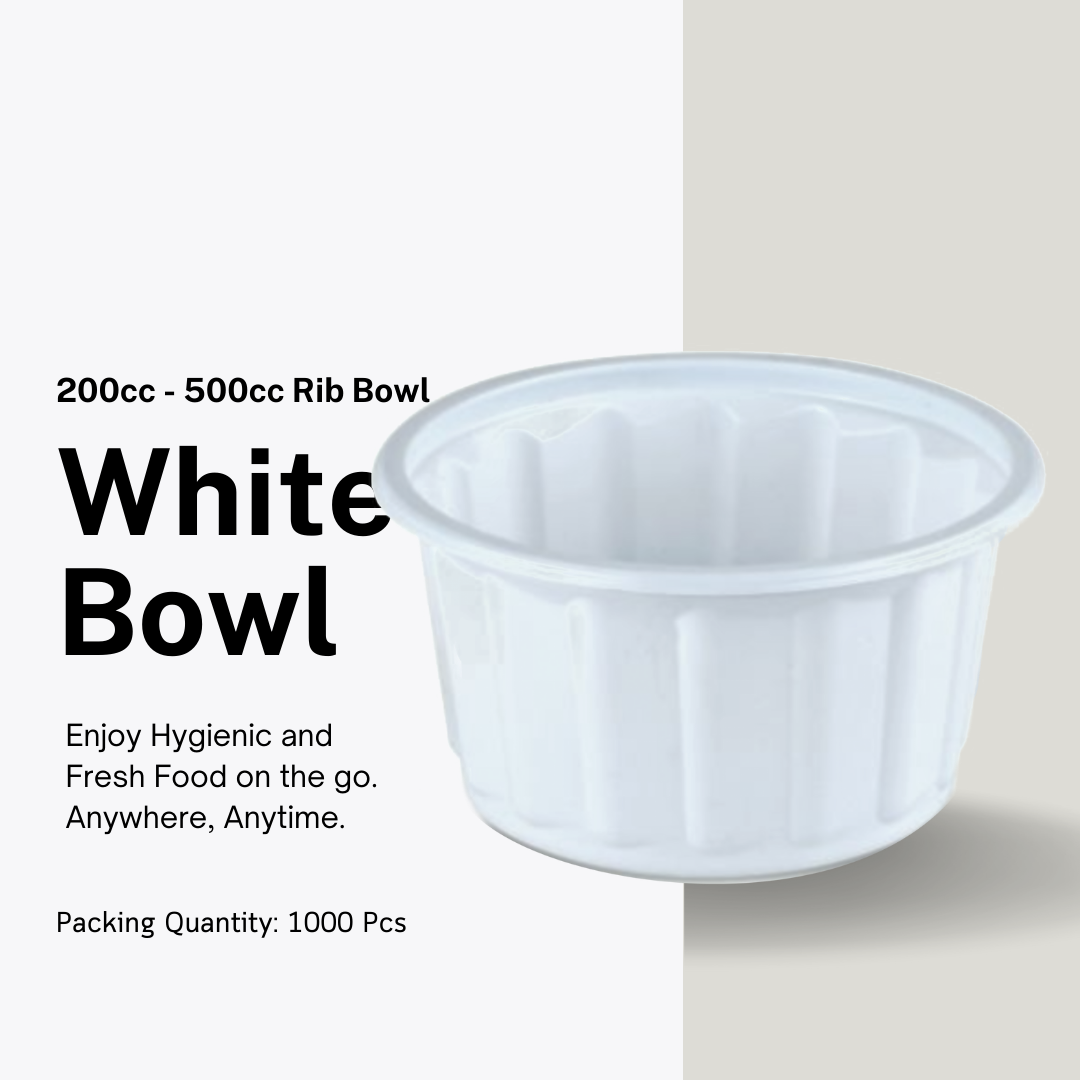 200cc - 500cc Rib Bowl
White
Bowl
Enjoy Hygienic and
Fresh Food on the go.
Anywhere, Anytime.
Packing Quantity: 1000 Pcs